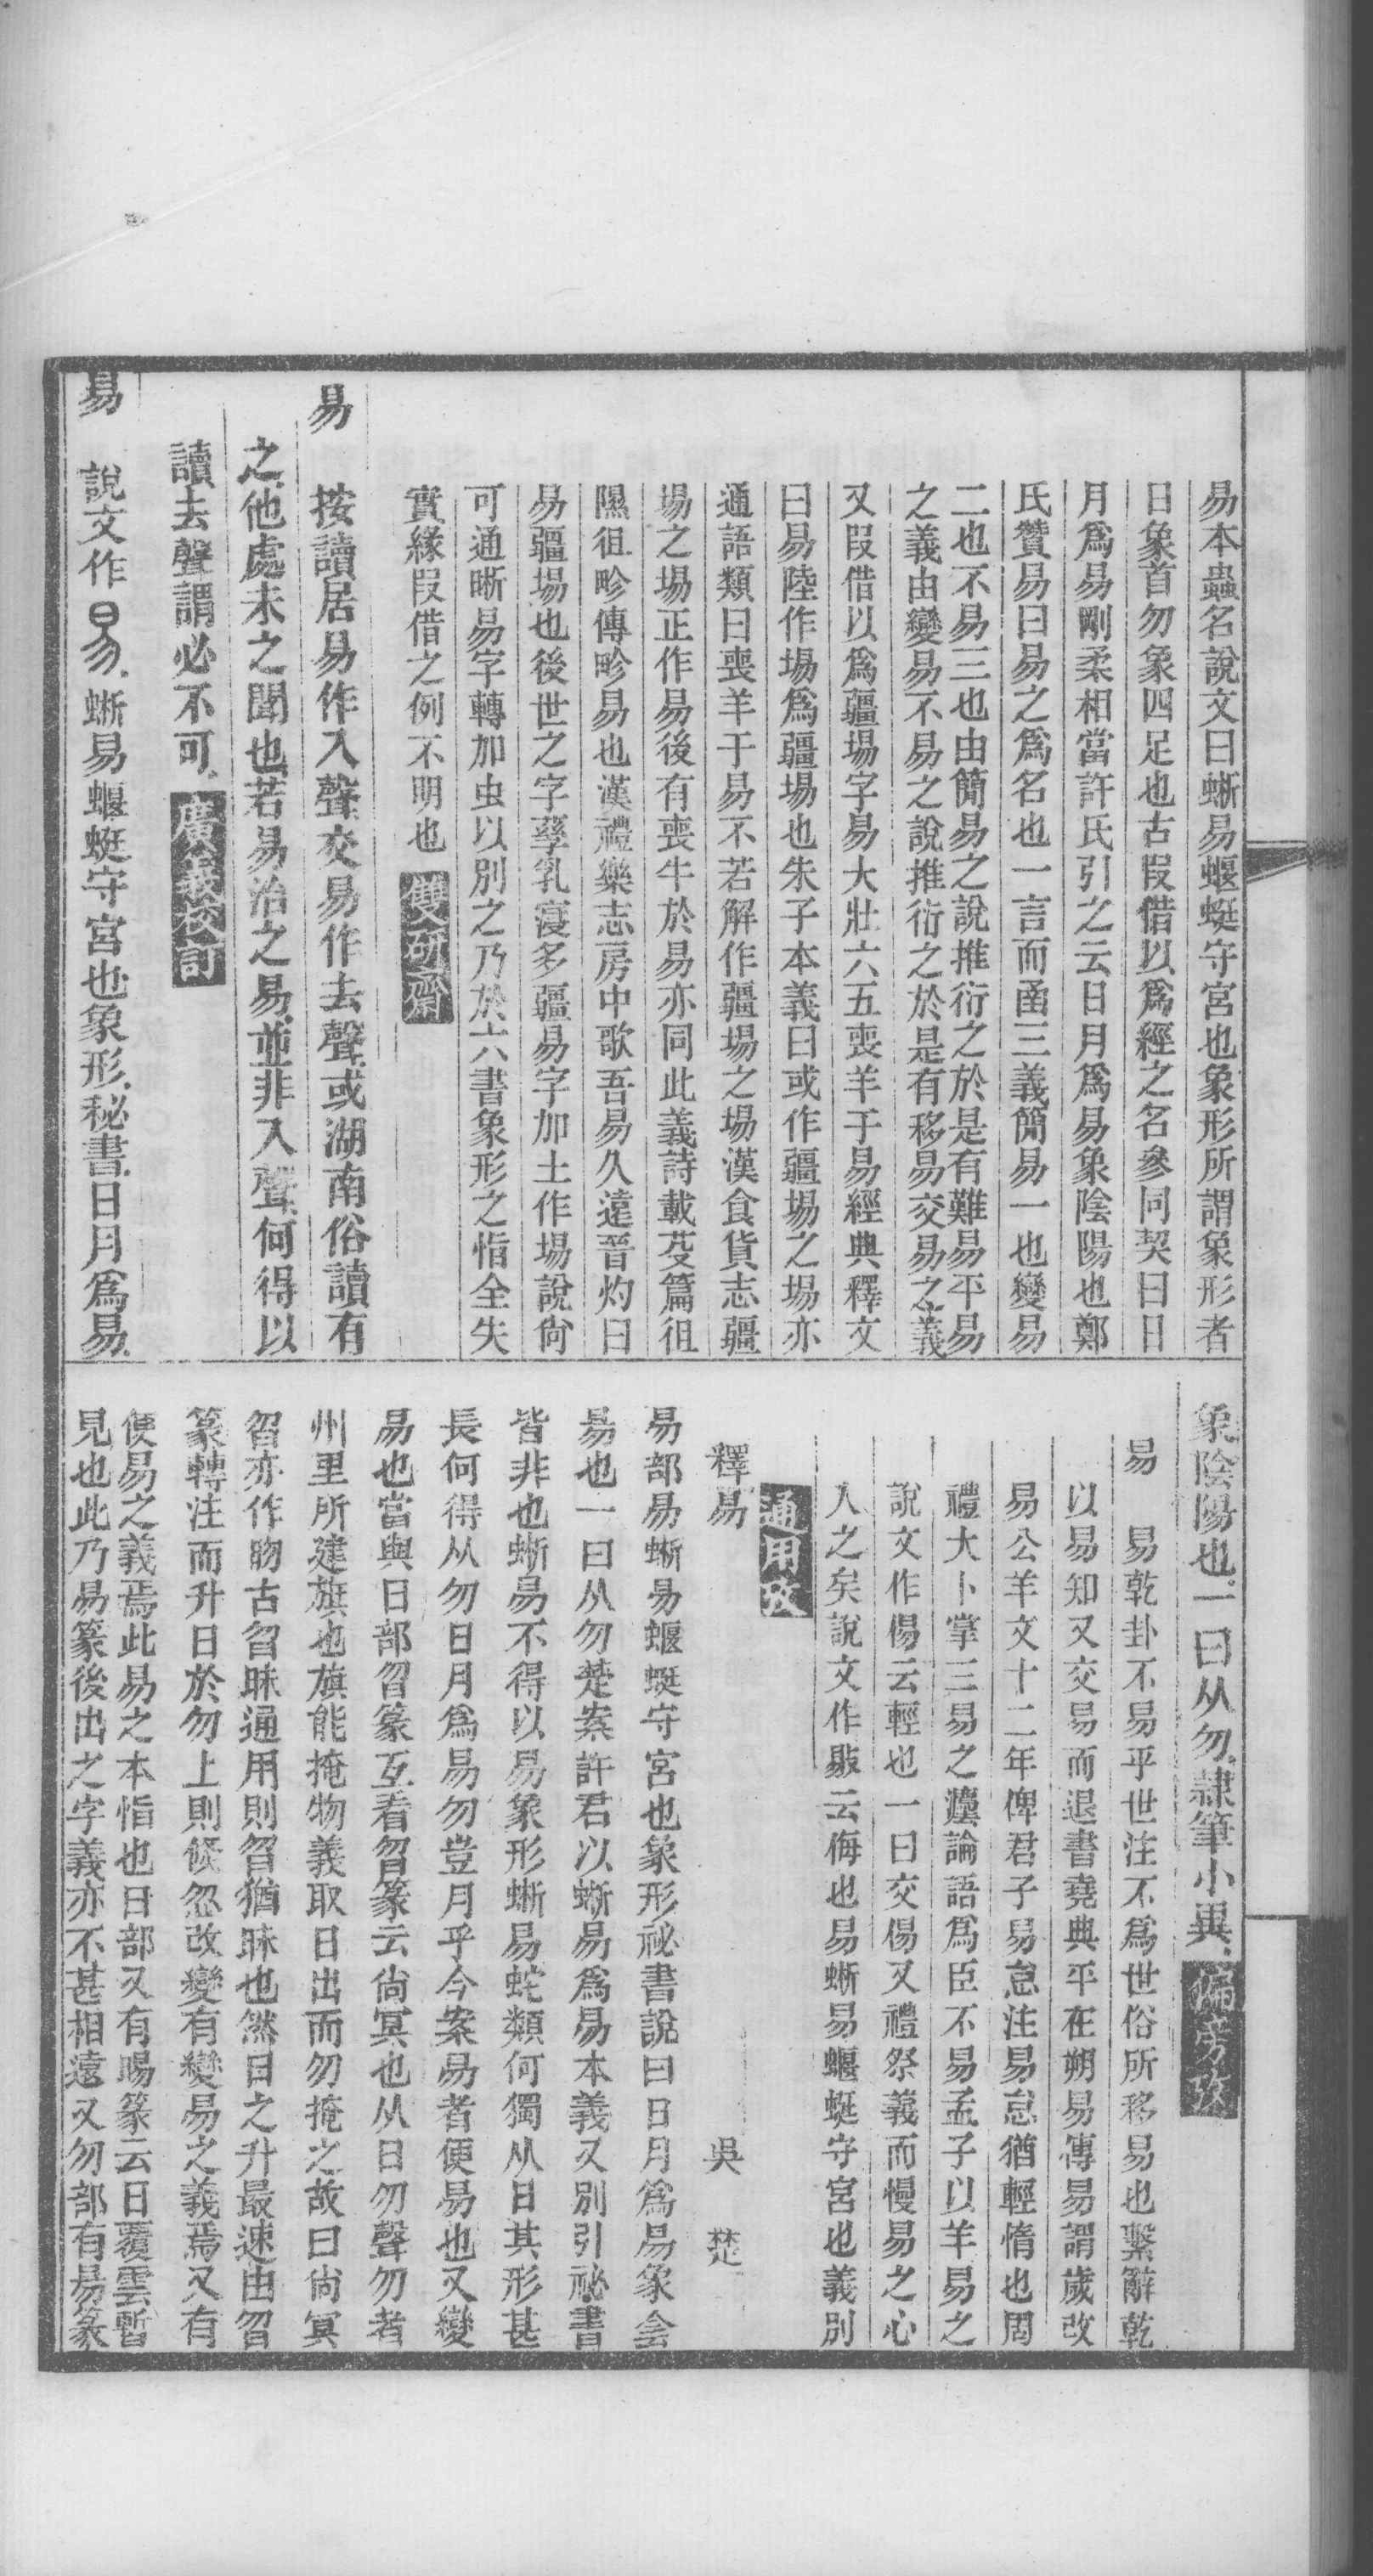 易本蟲名說文曰蜥易蝘蜓守宮也象形所謂象形者
日象首勿象四足也古叚借以爲經之名參同契曰日
月爲易剛柔相當許氏引之云日月爲易象陰陽也鄭
氏贊易曰易之爲名也一言而函三義簡易一也變易
二也不易三也由簡易之說推衍之於是有難易平易
之義由變易不易之說推衍之於是有移易交易之義
又叚借以爲疆場字易大壯六五喪羊于易經典釋文
曰易陸作場爲疆場也朱子本義曰或作疆場之場亦
通語類曰喪羊于易不若解作疆場之場漢食貨志疆
場之場正作易後有喪牛於易亦同此義詩載芟篇徂
隰徂畛傳畛易也漢禮樂志房中歌吾易久遠晉灼曰
易疆場也後世之字孳乳寖多疆易字加土作場說尙
可通晰易字轉加虫以別之乃於六書象形之恉全失
實緣叚借之例不明也 雙硏齋
易 按讀居易作入聲交易作去聲或湖南俗讀有
之他處未之聞也若易治之易並非入聲何得以
讀去聲謂必不可 廣義校訂
易 說文作易蜥易蝘蜓守宮也象形秘書日月爲易
象陰陽也一曰从勿隷筆小異 偏旁攷
易 易乾卦不易乎世注不爲世俗所移易也繫辭乾
以易知又交易而退書堯典平在朔易傳易謂歲改
易公羊文十二年俾君子易怠注易怠猶輕惰也周
禮大卜掌三易之灋論語爲臣不易孟子以羊易之
說文作傷云輕也一曰交傷又禮祭義而慢易之心
入之矣說文作敡云侮也易蜥易蝘蜓守宮也義別
通用攷
釋易 吳 楚
易部易蜥易蝘蜓守宮也象形祕書說曰日月爲易象侌
昜也一曰从勿楚案許君以蜥易爲易本義又別引祕書
皆非也蜥易不得以易象形蜥易蛇類何獨从日其形甚
長何得从勿日月爲易勿豈月乎今案易者便易也又變
易也當與日部曶篆互看曶篆云尙冥也从日勿聲勿者
州里所建旗也旗能掩物義取日出而勿掩之故曰尙冥
曶亦作昒古曶昧通用則曶猶昧也然日之升最速由曶
篆轉注而升日於勿上則倐忽改變有變易之義焉又有
便易之義焉此易之本恉也日部又有晹篆云日覆雲暫
見也此乃易篆後出之字義亦不甚相遠又勿部有昜篆